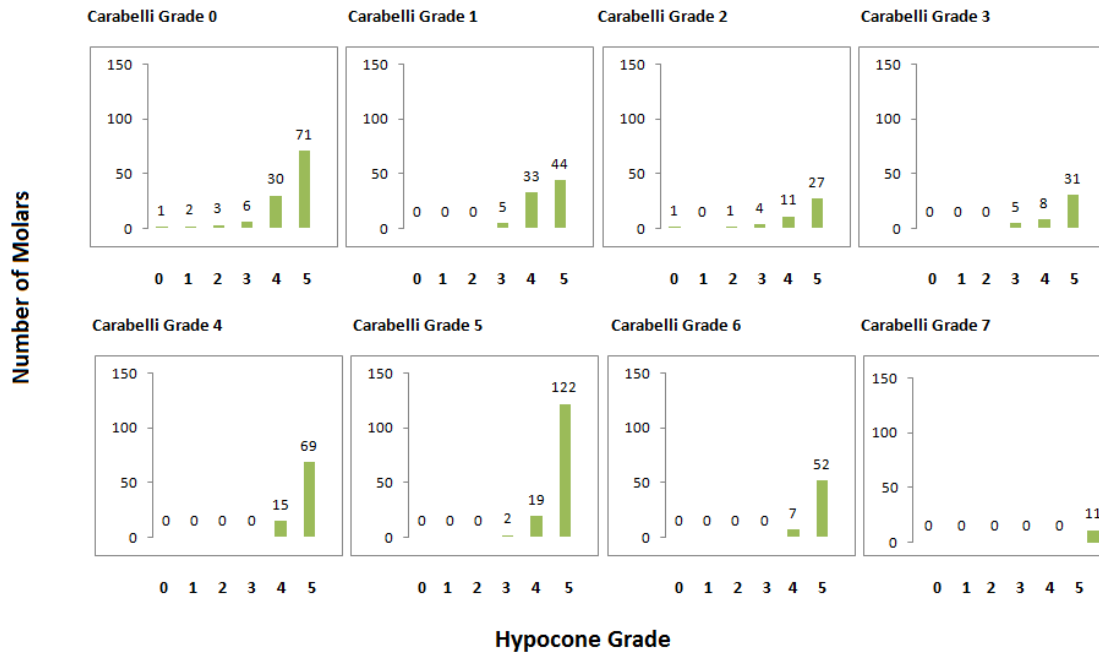 Carabelli Grade 0
Carabelli Grade 1
Carabelli Grade 2
Carabelli Grade 3
150
100
50
0
1 2 3 6 30 71
150
100
50
0
0 0 0 5 33 44
150
100
50
0
1 0 1 4 11 27
150
100
50
0
0 0 0 5 8 31
0 1 2 3 4 5
0 1 2 3 4 5
0 1 2 3 4 5
0 1 2 3 4 5
Number of Molars
Carabelli Grade 4
Carabelli Grade 5
Carabelli Grade 6
Carabelli Grade 7
150
100
50
0
0 0 0 0 15 69
150
100
50
0
0 0 0 2 19 122
150
100
50
0
0 0 0 0 7 52
150
100
50
0
0 0 0 0 0 11
0 1 2 3 4 5
0 1 2 3 4 5
0 1 2 3 4 5
0 1 2 3 4 5
Hypocone Grade